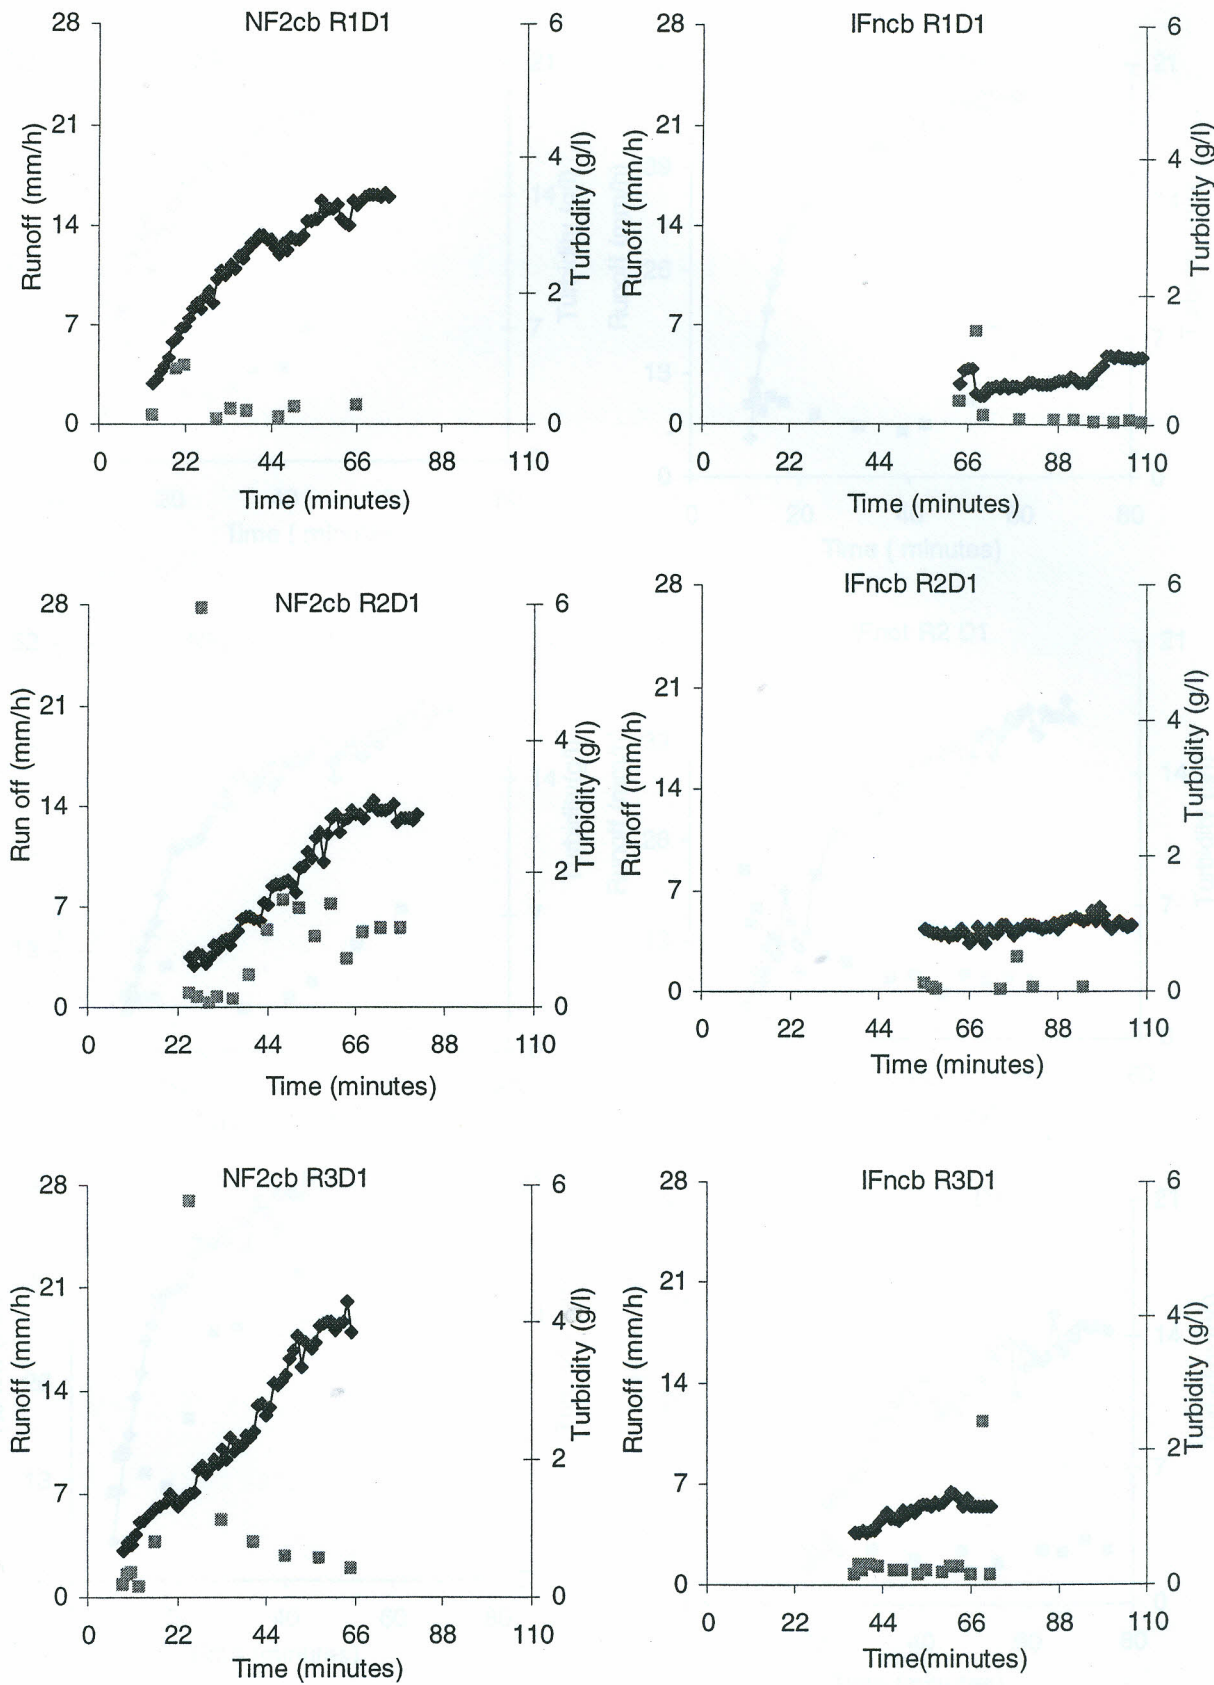 NF2cb R1D1
28
21
14
7
0
Runoff (mm/h)
6
4
2
0
Turbidity (g/l)
0 22 44 66 88 110
Time (minutes)
IFncb R1D1
28
21
14
7
0
Runoff (mm/h)
6
4
2
0
Turbidity (g/l)
0 22 44 66 88 110
Time (minutes)
NF2cb R2D1
28
21
14
7
0
Run off (mm/h)
6
4
2
0
Turbidity (g/l)
0 22 44 66 88 110
Time (minutes)
IFncb R2D1
28
21
14
7
0
Runoff (mm/h)
6
4
2
0
Turbidity (g/l)
0 22 44 66 88 110
Time (minutes)
NF2cb R3D1
28
21
14
7
0
Runoff (mm/h)
6
4
2
0
Turbidity (g/l)
0 22 44 66 88 110
Time (minutes)
IFncb R3D1
28
21
14
7
0
Runoff (mm/h)
6
4
2
0
Turbidity (g/l)
0 22 44 66 88 110
Time(minutes)